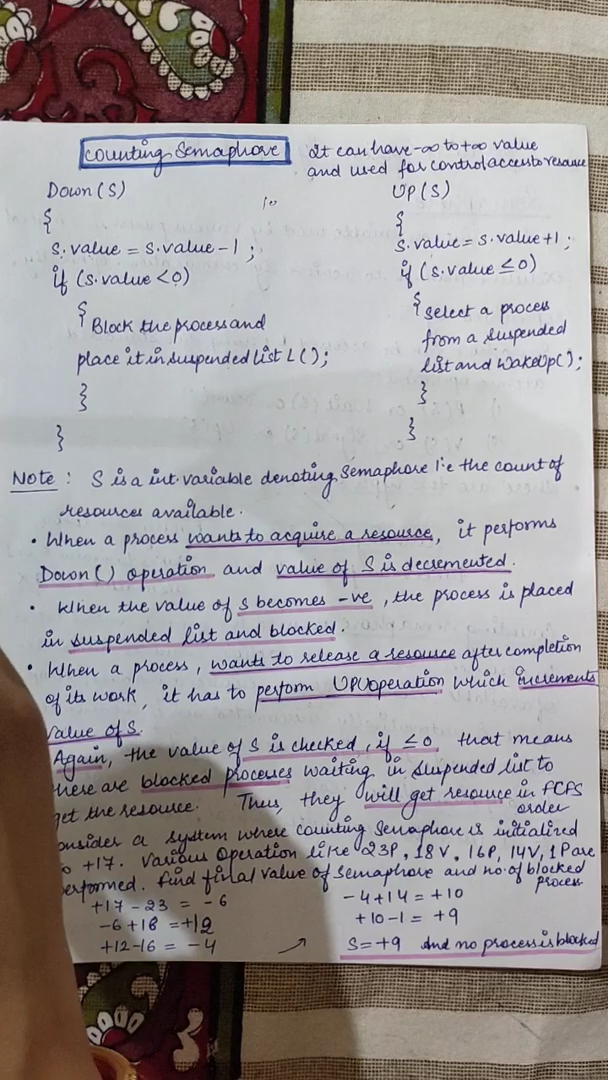 Counting Semaphore It can have -∞ to +∞ value
and used for control access to resource
Down (S) UP (S)
{ {
S.value = S.value - 1 ; S.value = S.value + 1 ;
if (S.value < 0) if (S.value ≤ 0)
{ Block the process and { Select a process
place it in suspended list L( ); from a suspended
list and WakeUp( );
} }
} }
Note : S is a int. variable denoting Semaphore i.e the count of
resources available.
• When a process wants to acquire a resource, it performs
Down( ) operation and value of S is decremented.
• When the value of S becomes -ve, the process is placed
in suspended list and blocked.
• When a process, wants to release a resource after completion
of its work, it has to perform UP( ) operation which increments
value of S.
Again, the value of S is checked, if ≤ 0 that means
here are blocked processes waiting in suspended list to
get the resource. Thus, they will get resource in FCFS
order
onsider a system where counting Semaphore is initialized
o +17. Various Operation like 23P, 18V, 16P, 14V, 1P are
erformed. find final value of semaphore and no. of blocked
process
+17 - 23 = -6 -4 + 14 = +10
-6 + 18 = +12 +10 - 1 = +9
+12 - 16 = -4 → S = +9 And no process is blocked